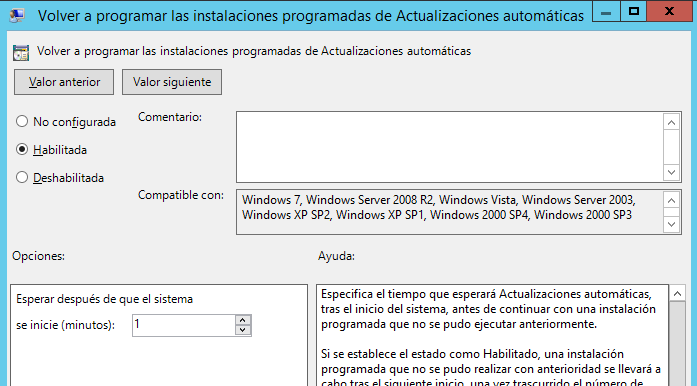 Volver a programar las instalaciones programadas de Actualizaciones automáticas
Volver a programar las instalaciones programadas de Actualizaciones automáticas
Valor anterior
Valor siguiente
No configurada
Comentario:
Habilitada
Deshabilitada
Compatible con:
Windows 7, Windows Server 2008 R2, Windows Vista, Windows Server 2003,
Windows XP SP2, Windows XP SP1, Windows 2000 SP4, Windows 2000 SP3
Opciones:
Ayuda:
Esperar después de que el sistema
se inicie (minutos):
1
Especifica el tiempo que esperará Actualizaciones automáticas,
tras el inicio del sistema, antes de continuar con una instalación
programada que no se pudo ejecutar anteriormente.
Si se establece el estado como Habilitado, una instalación
programada que no se pudo realizar con anterioridad se llevará a
cabo tras el siguiente inicio, una vez trascurrido el número de